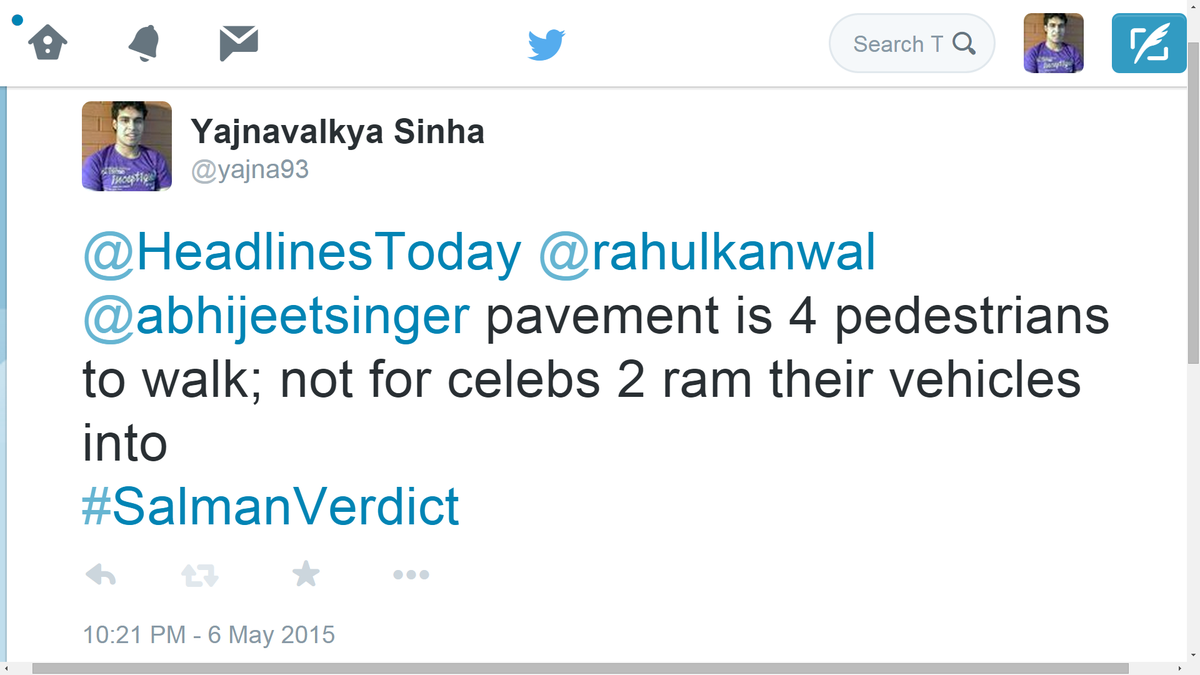 Search T
Yajnavalkya Sinha
@yajna93
@HeadlinesToday @rahulkanwal
@abhijeetsinger pavement is 4 pedestrians
to walk; not for celebs 2 ram their vehicles
into
#SalmanVerdict
10:21 PM - 6 May 2015